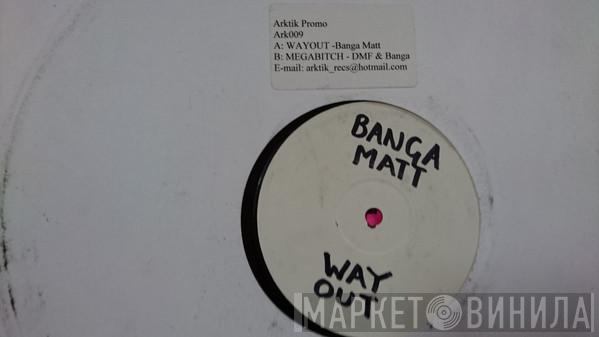 Arktik Promo
Ark009
A: WAYOUT -Banga Matt
B: MEGABITCH - DMF & Banga
E-mail: arktik_recs@hotmail.com
BANGA
MATT
WAY
OUT
МАРКЕТ ВИНИЛА